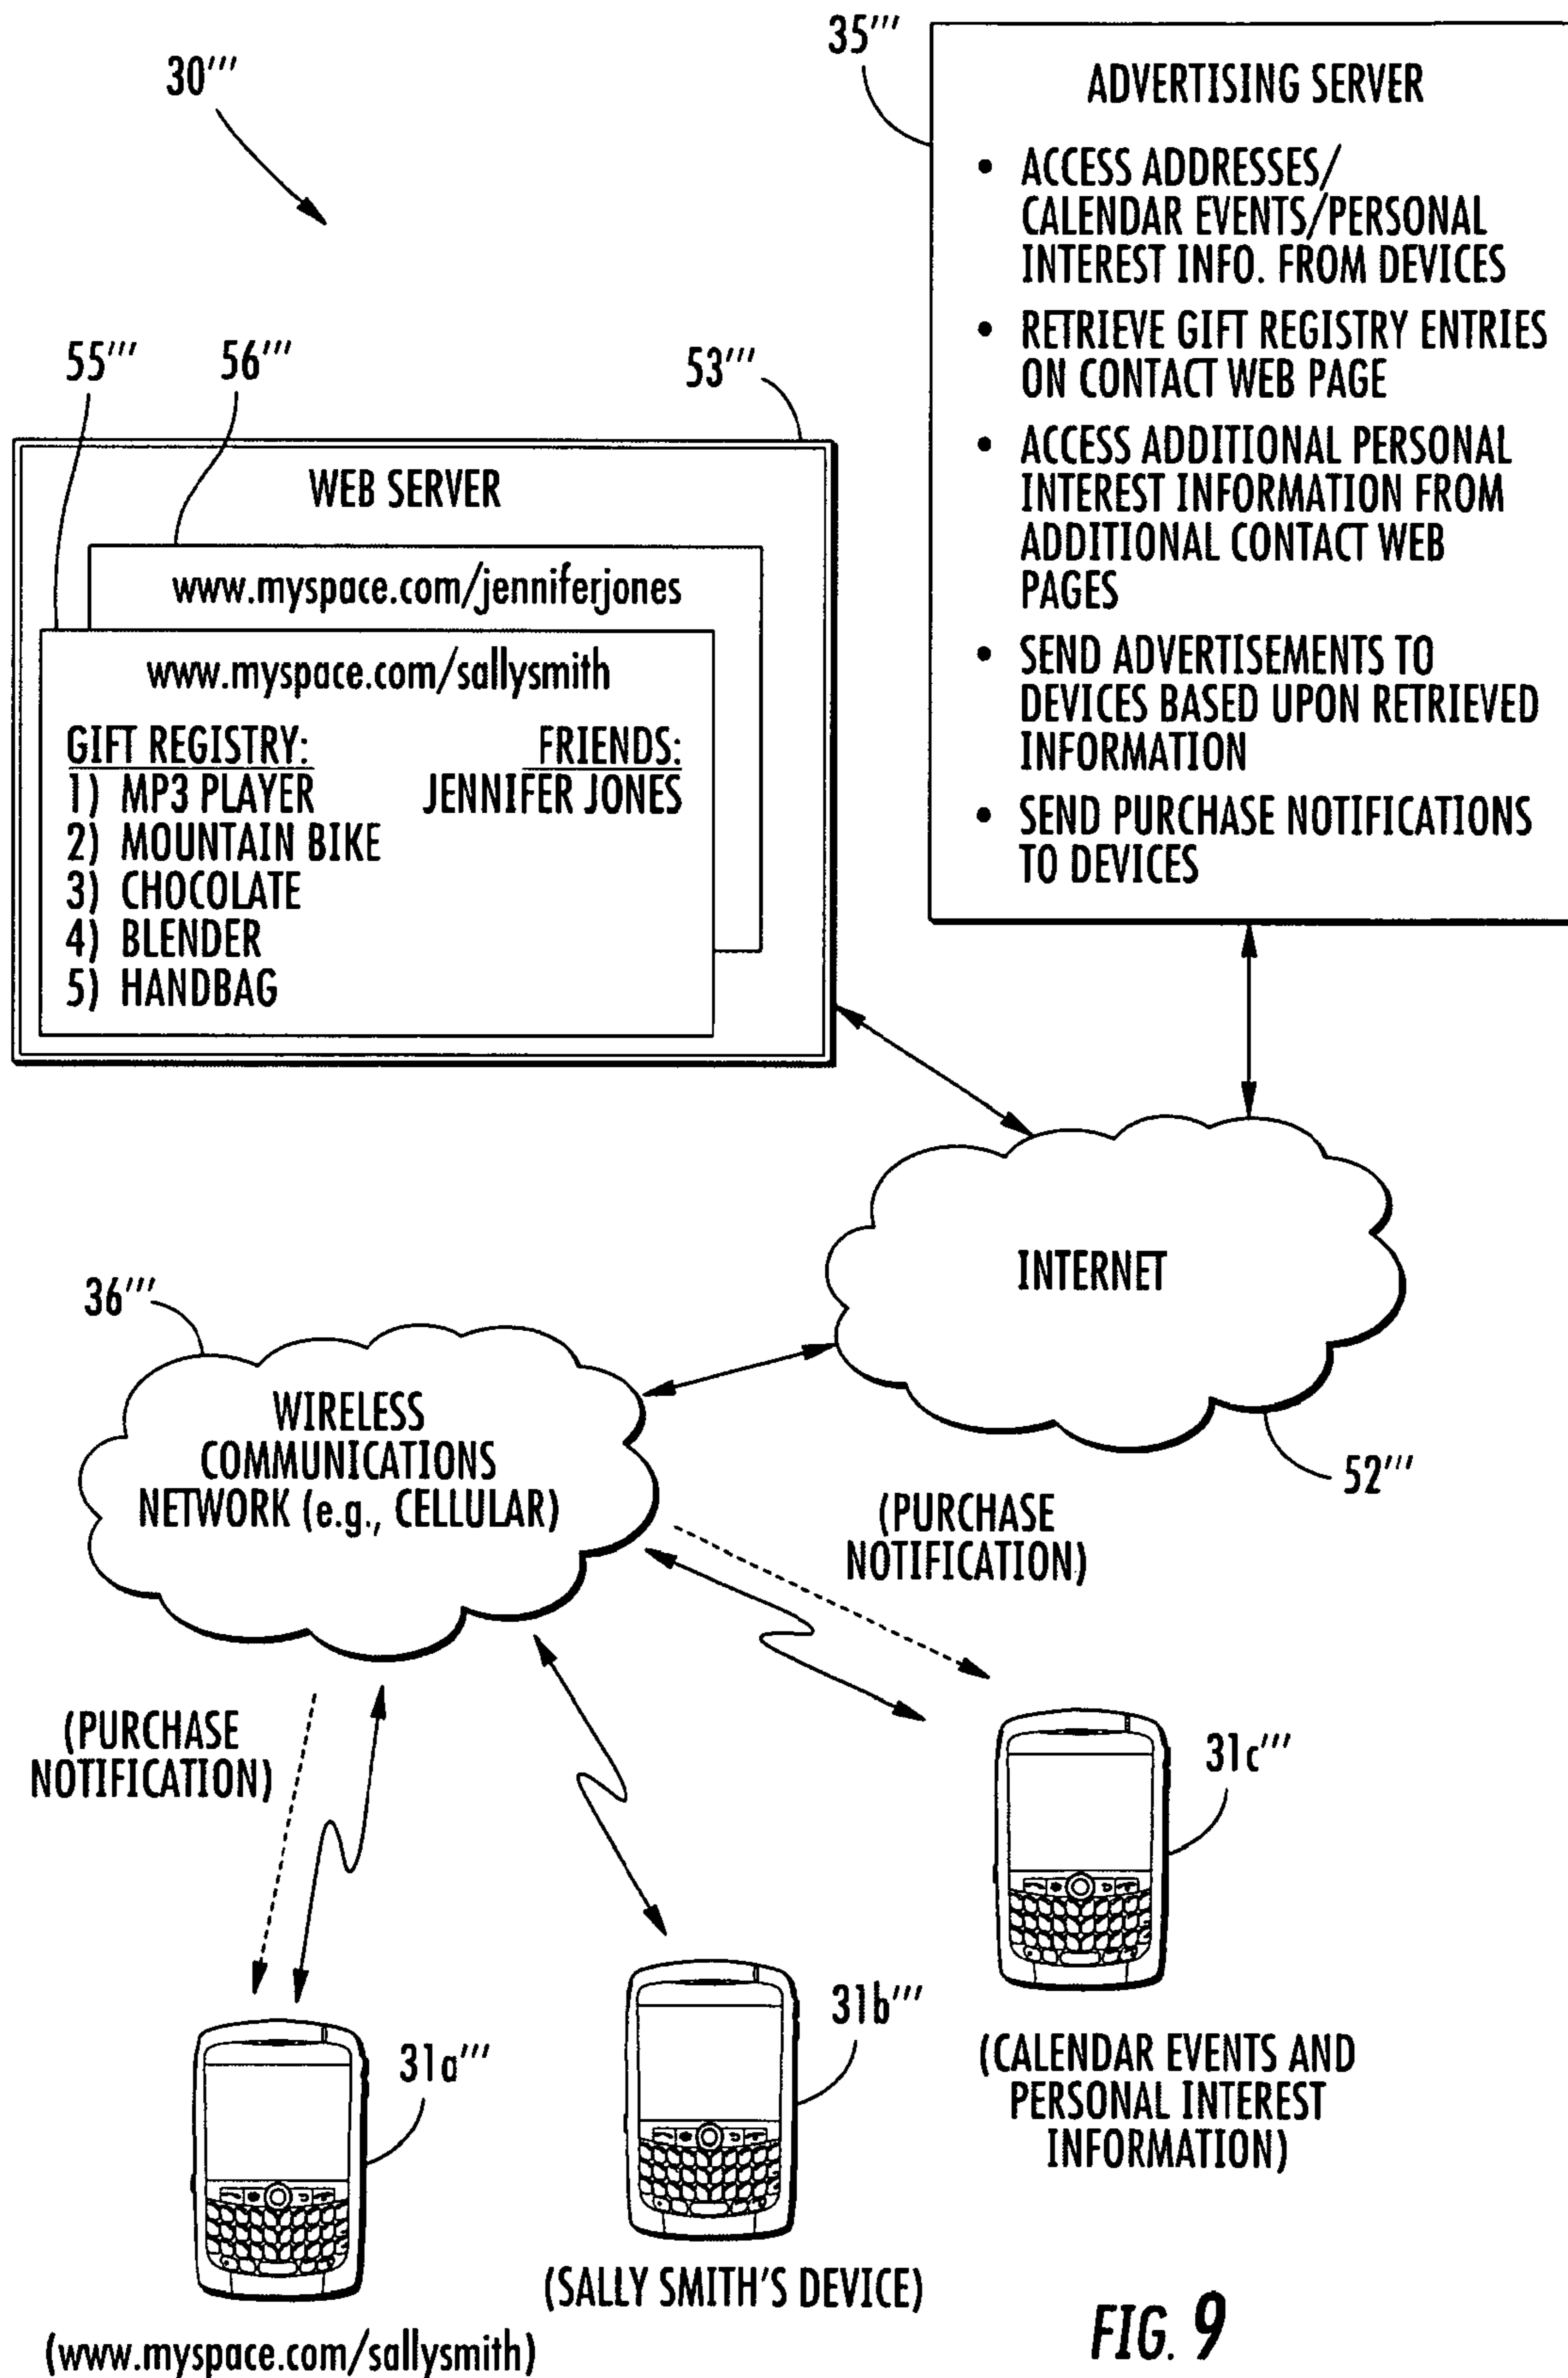 30'''
35'''
ADVERTISING SERVER
• ACCESS ADDRESSES/
CALENDAR EVENTS/PERSONAL
INTEREST INFO. FROM DEVICES
• RETRIEVE GIFT REGISTRY ENTRIES
ON CONTACT WEB PAGE
• ACCESS ADDITIONAL PERSONAL
INTEREST INFORMATION FROM
ADDITIONAL CONTACT WEB
PAGES
• SEND ADVERTISEMENTS TO
DEVICES BASED UPON RETRIEVED
INFORMATION
• SEND PURCHASE NOTIFICATIONS
TO DEVICES
55'''
56'''
53'''
WEB SERVER
www.myspace.com/jenniferjones
www.myspace.com/sallysmith
GIFT REGISTRY:
1) MP3 PLAYER
2) MOUNTAIN BIKE
3) CHOCOLATE
4) BLENDER
5) HANDBAG
FRIENDS:
JENNIFER JONES
INTERNET
52'''
36'''
WIRELESS
COMMUNICATIONS
NETWORK (e.g., CELLULAR)
(PURCHASE
NOTIFICATION)
(PURCHASE
NOTIFICATION)
31c'''
31b'''
31a'''
(CALENDAR EVENTS AND
PERSONAL INTEREST
INFORMATION)
(SALLY SMITH'S DEVICE)
(www.myspace.com/sallysmith)
FIG. 9